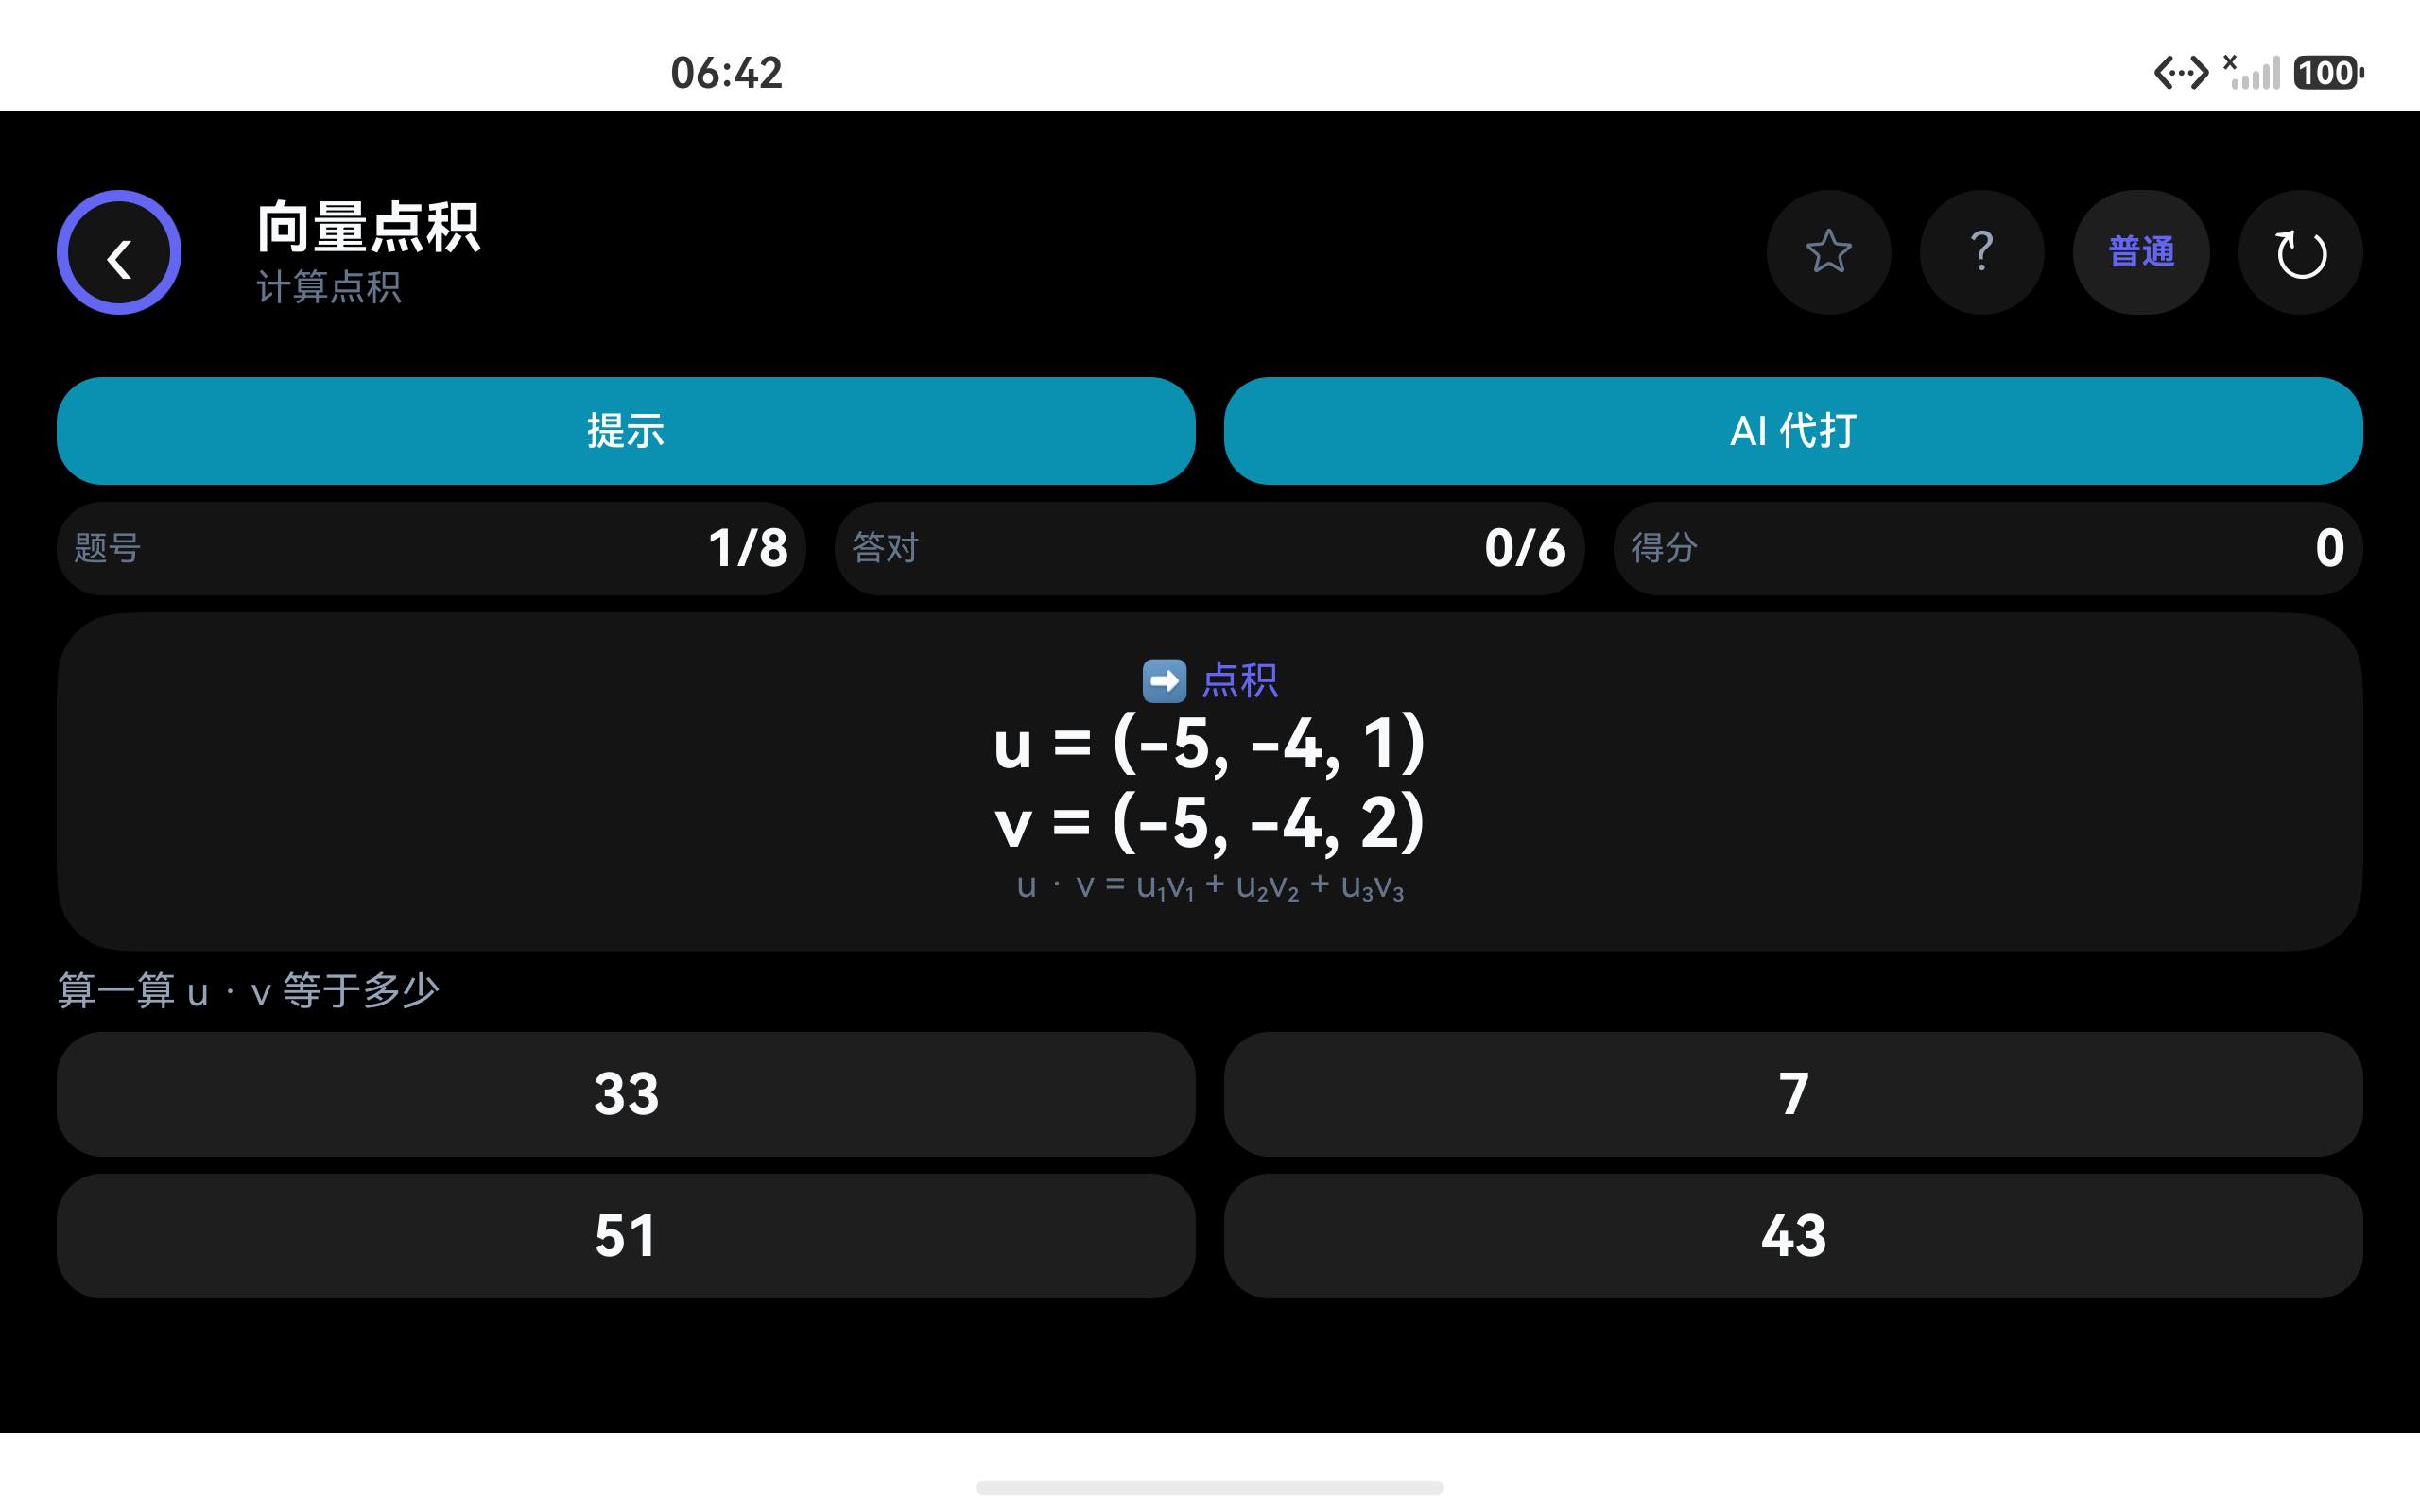 06:42
100
向量点积
计算点积
?
普通
提示
AI 代打
题号 1/8
答对 0/6
得分 0
点积
u = (-5, -4, 1)
v = (-5, -4, 2)
u · v = u₁v₁ + u₂v₂ + u₃v₃
算一算 u · v 等于多少
33
7
51
43